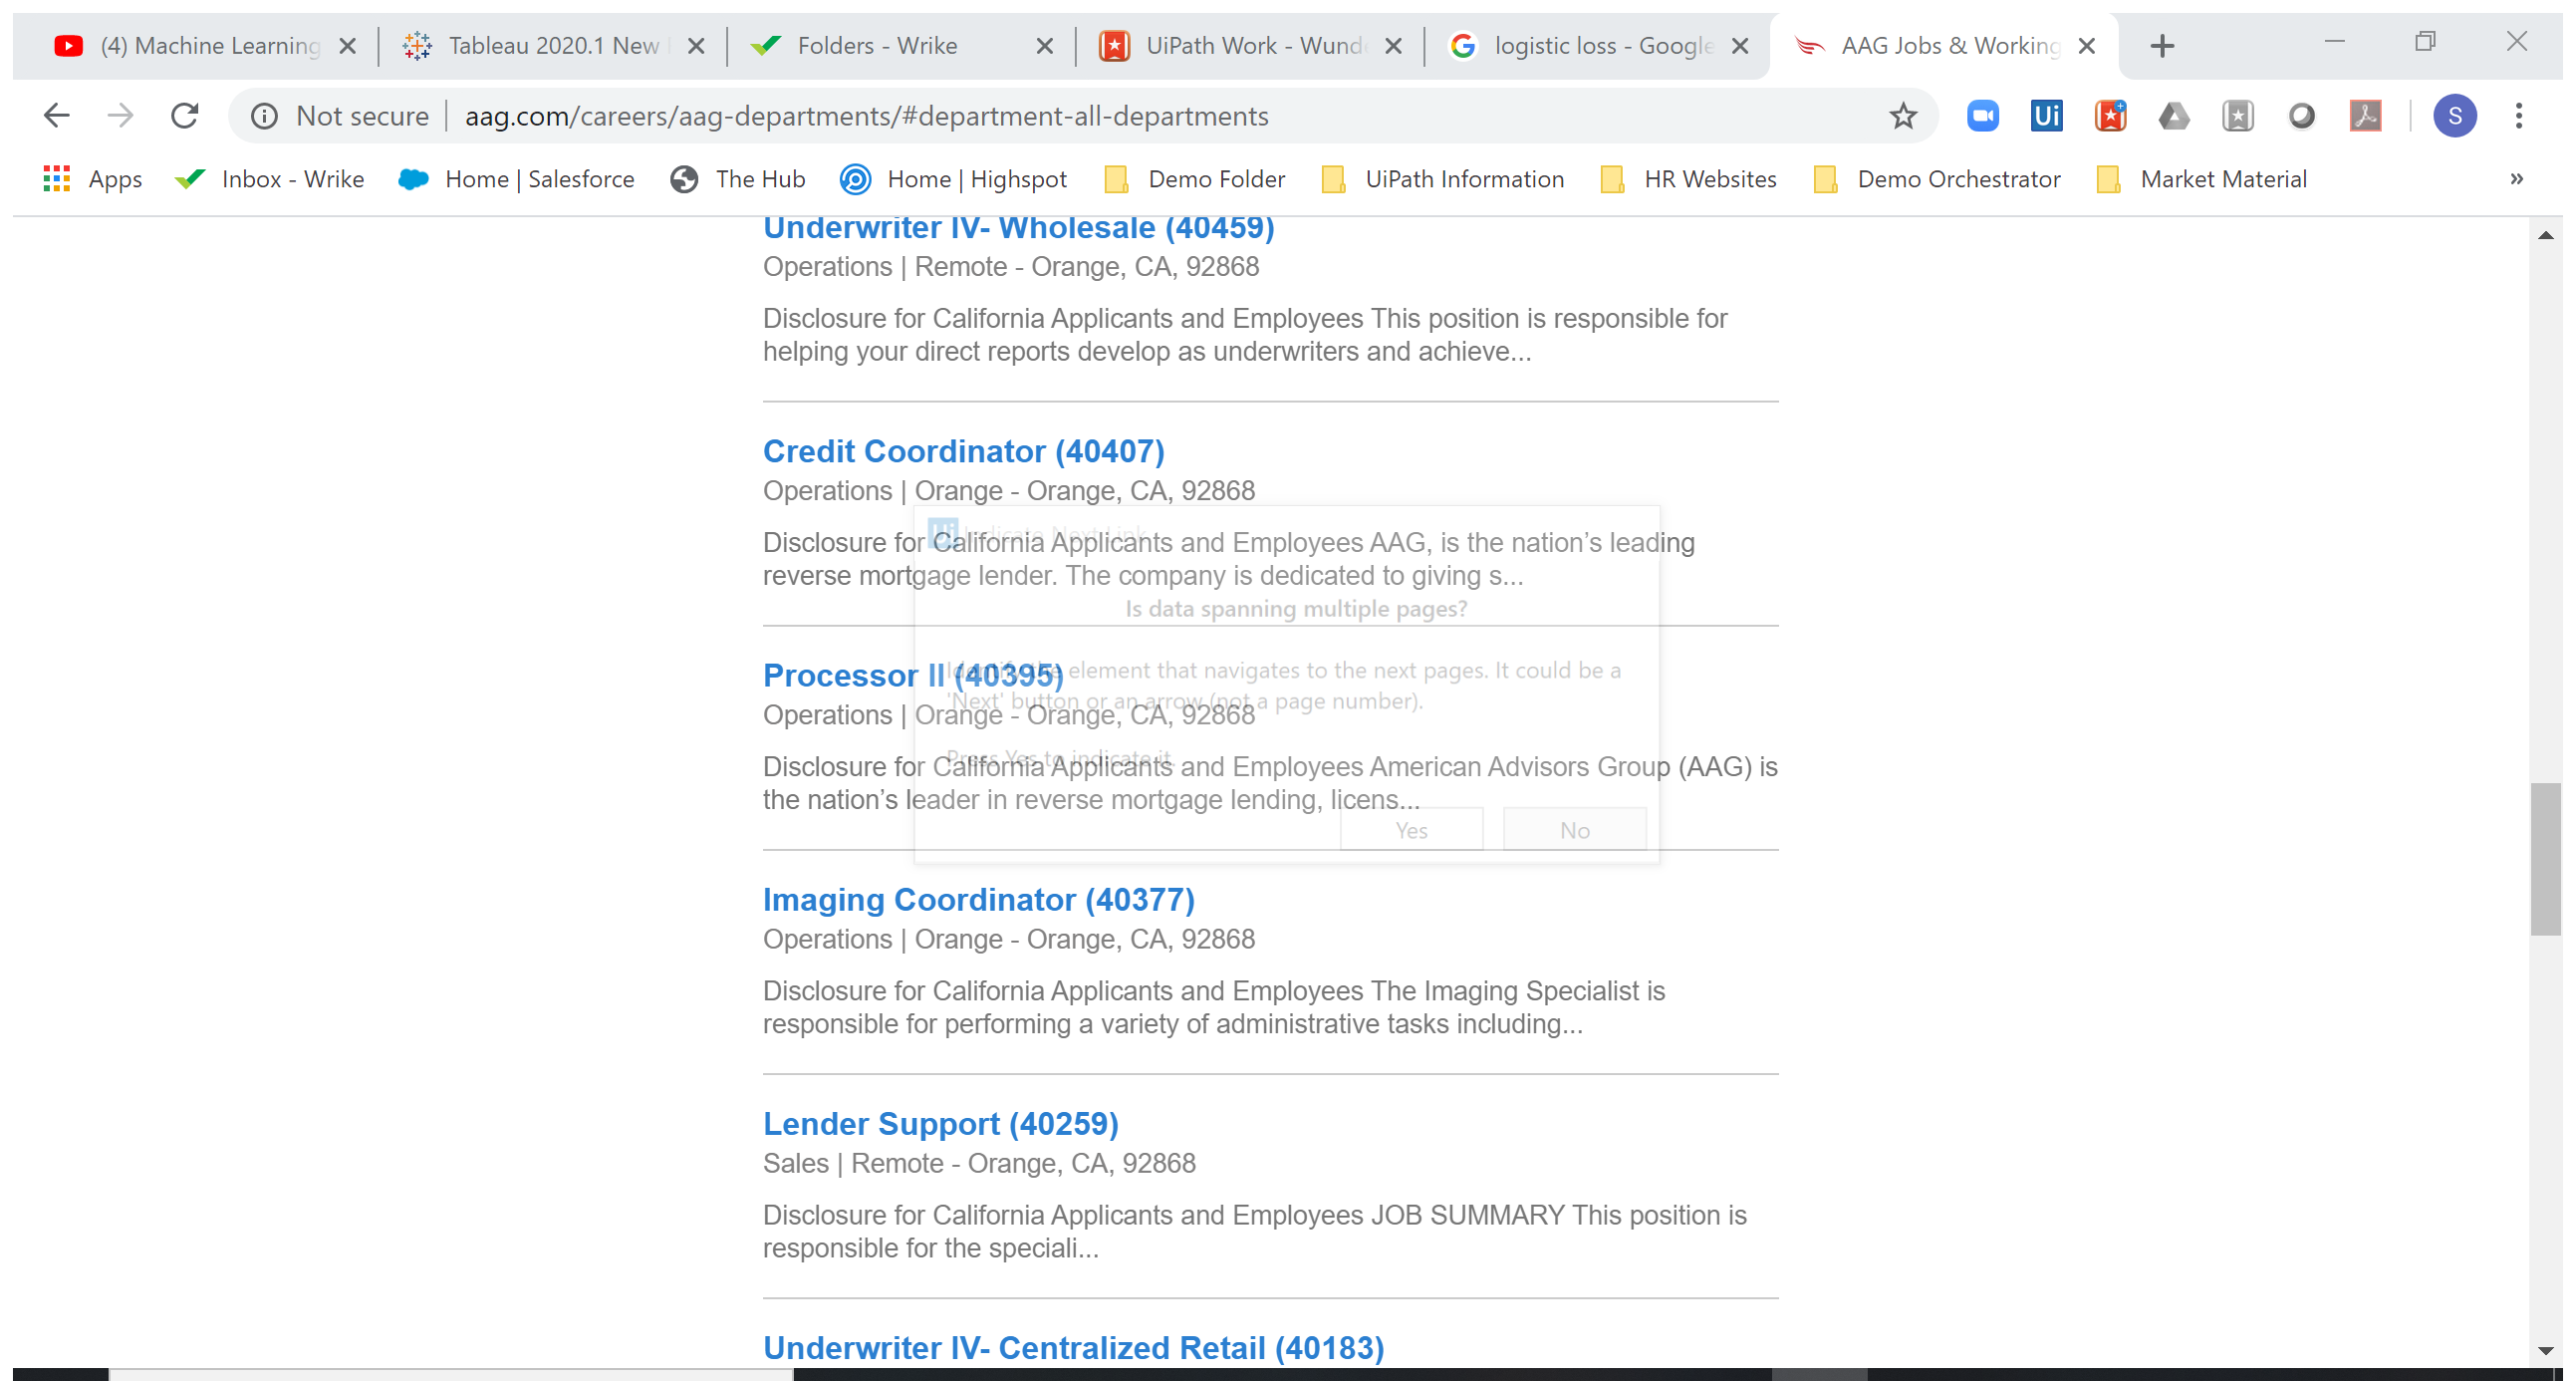 (4) Machine Learning
Tableau 2020.1 New
Folders - Wrike
UiPath Work - Wund
logistic loss - Google
AAG Jobs & Working
Not secure
aag.com/careers/aag-departments/#department-all-departments
Ui
S
Apps
Inbox - Wrike
Home | Salesforce
The Hub
Home | Highspot
Demo Folder
UiPath Information
HR Websites
Demo Orchestrator
Market Material
»
Underwriter IV- Wholesale (40459)
Operations | Remote - Orange, CA, 92868
Disclosure for California Applicants and Employees This position is responsible for
helping your direct reports develop as underwriters and achieve...
Credit Coordinator (40407)
Operations | Orange - Orange, CA, 92868
Ui Indicate Next Link
Disclosure for California Applicants and Employees AAG, is the nation’s leading
reverse mortgage lender. The company is dedicated to giving s...
Is data spanning multiple pages?
Processor II (40395)
Identify the element that navigates to the next pages. It could be a
'Next' button or an arrow (not a page number).
Operations | Orange - Orange, CA, 92868
Press Yes to indicate it.
Disclosure for California Applicants and Employees American Advisors Group (AAG) is
the nation’s leader in reverse mortgage lending, licens...
Yes
No
Imaging Coordinator (40377)
Operations | Orange - Orange, CA, 92868
Disclosure for California Applicants and Employees The Imaging Specialist is
responsible for performing a variety of administrative tasks including...
Lender Support (40259)
Sales | Remote - Orange, CA, 92868
Disclosure for California Applicants and Employees JOB SUMMARY This position is
responsible for the speciali...
Underwriter IV- Centralized Retail (40183)